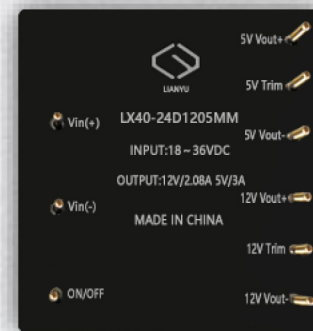 5V Vout+
LIANYU
5V Trim
Vin(+)
LX40-24D1205MM
5V Vout-
INPUT:18~36VDC
OUTPUT:12V/2.08A 5V/3A
Vin(-)
12V Vout+
MADE IN CHINA
12V Trim
ON/OFF
12V Vout-